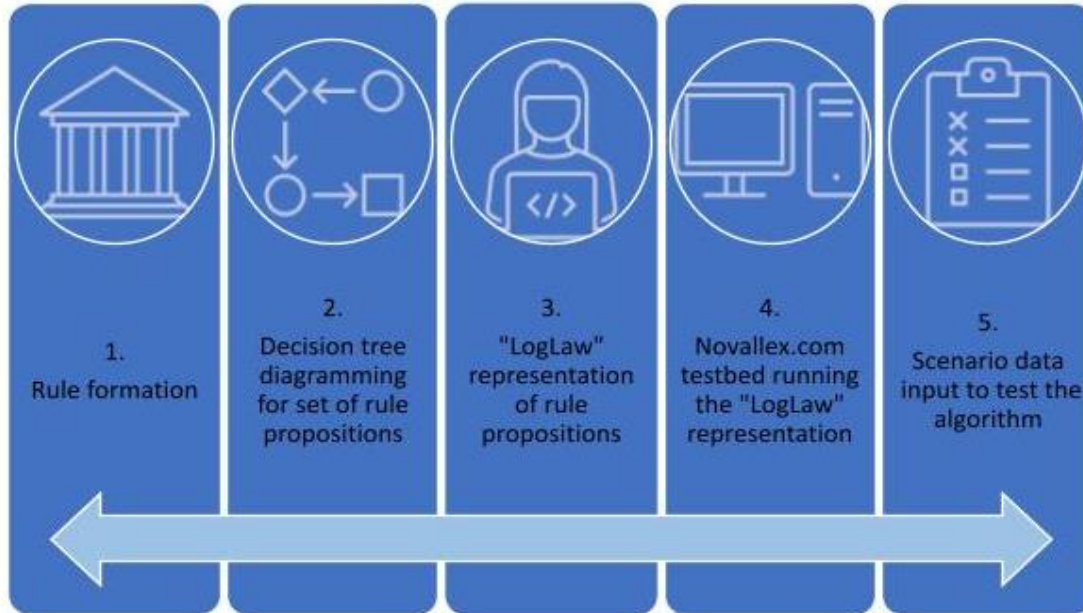 1.
Rule formation
2.
Decision tree
diagramming
for set of rule
propositions
3.
"LogLaw"
representation
of rule
propositions
</>
4.
Novallex.com
testbed running
the "LogLaw"
representation
5.
Scenario data
input to test the
algorithm